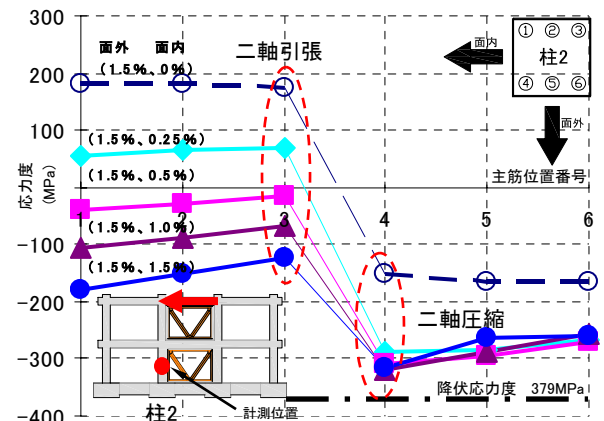 300
面外 面内
(1.5%、0%)
二軸引張
面内
① ② ③
柱2
④ ⑤ ⑥
面外
200
100
(1.5%、0.25%)
(1.5%、0.5%)
主筋位置番号
応力度
(MPa)
1 2 3 4 5 6
(1.5%、1.0%)
-100
(1.5%、1.5%)
-200
二軸圧縮
-300
降伏応力度 379MPa
柱2
計測位置
-400